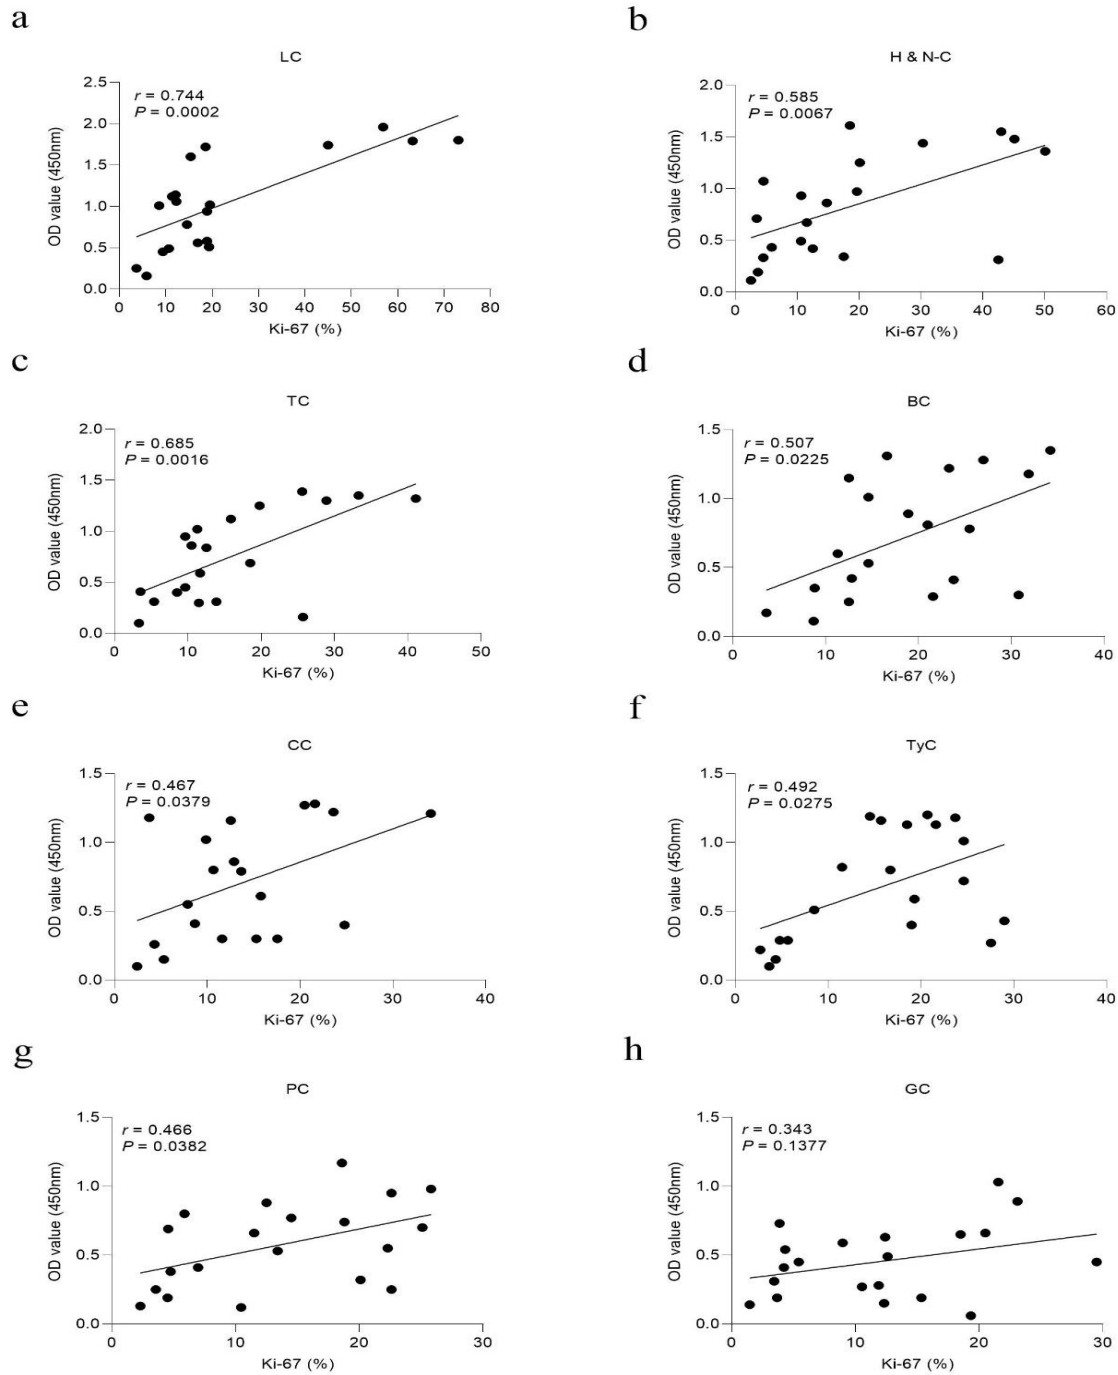 a
LC
r = 0.744
P = 0.0002
OD value (450nm)
2.5
2.0
1.5
1.0
0.5
0.0
0 10 20 30 40 50 60 70 80
Ki-67 (%)
b
H & N-C
r = 0.585
P = 0.0067
OD value (450nm)
2.0
1.5
1.0
0.5
0.0
0 10 20 30 40 50 60
Ki-67 (%)
c
TC
r = 0.685
P = 0.0016
OD value (450nm)
2.0
1.5
1.0
0.5
0.0
0 10 20 30 40 50
Ki-67 (%)
d
BC
r = 0.507
P = 0.0225
OD value (450nm)
1.5
1.0
0.5
0.0
0 10 20 30 40
Ki-67 (%)
e
CC
r = 0.467
P = 0.0379
OD value (450nm)
1.5
1.0
0.5
0.0
0 10 20 30 40
Ki-67 (%)
f
TyC
r = 0.492
P = 0.0275
OD value (450nm)
1.5
1.0
0.5
0.0
0 10 20 30 40
Ki-67 (%)
g
PC
r = 0.466
P = 0.0382
OD value (450nm)
1.5
1.0
0.5
0.0
0 10 20 30
Ki-67 (%)
h
GC
r = 0.343
P = 0.1377
OD value (450nm)
1.5
1.0
0.5
0.0
0 10 20 30
Ki-67 (%)